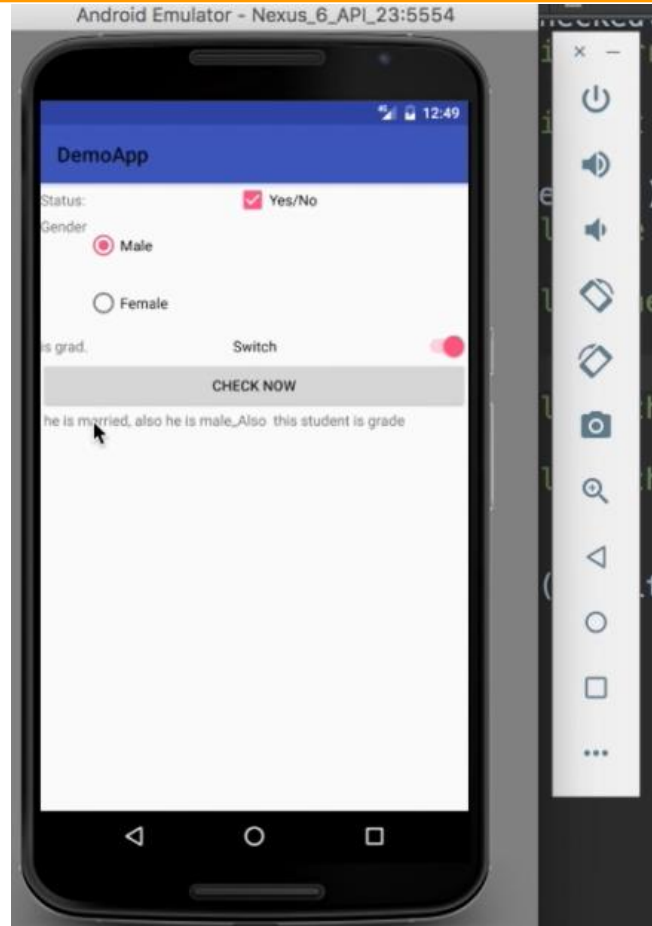 Android Emulator - Nexus_6_API_23:5554
4G 12:49
DemoApp
Status: Yes/No
Gender
Male
Female
is grad. Switch
CHECK NOW
he is married, also he is male_Also this student is grade